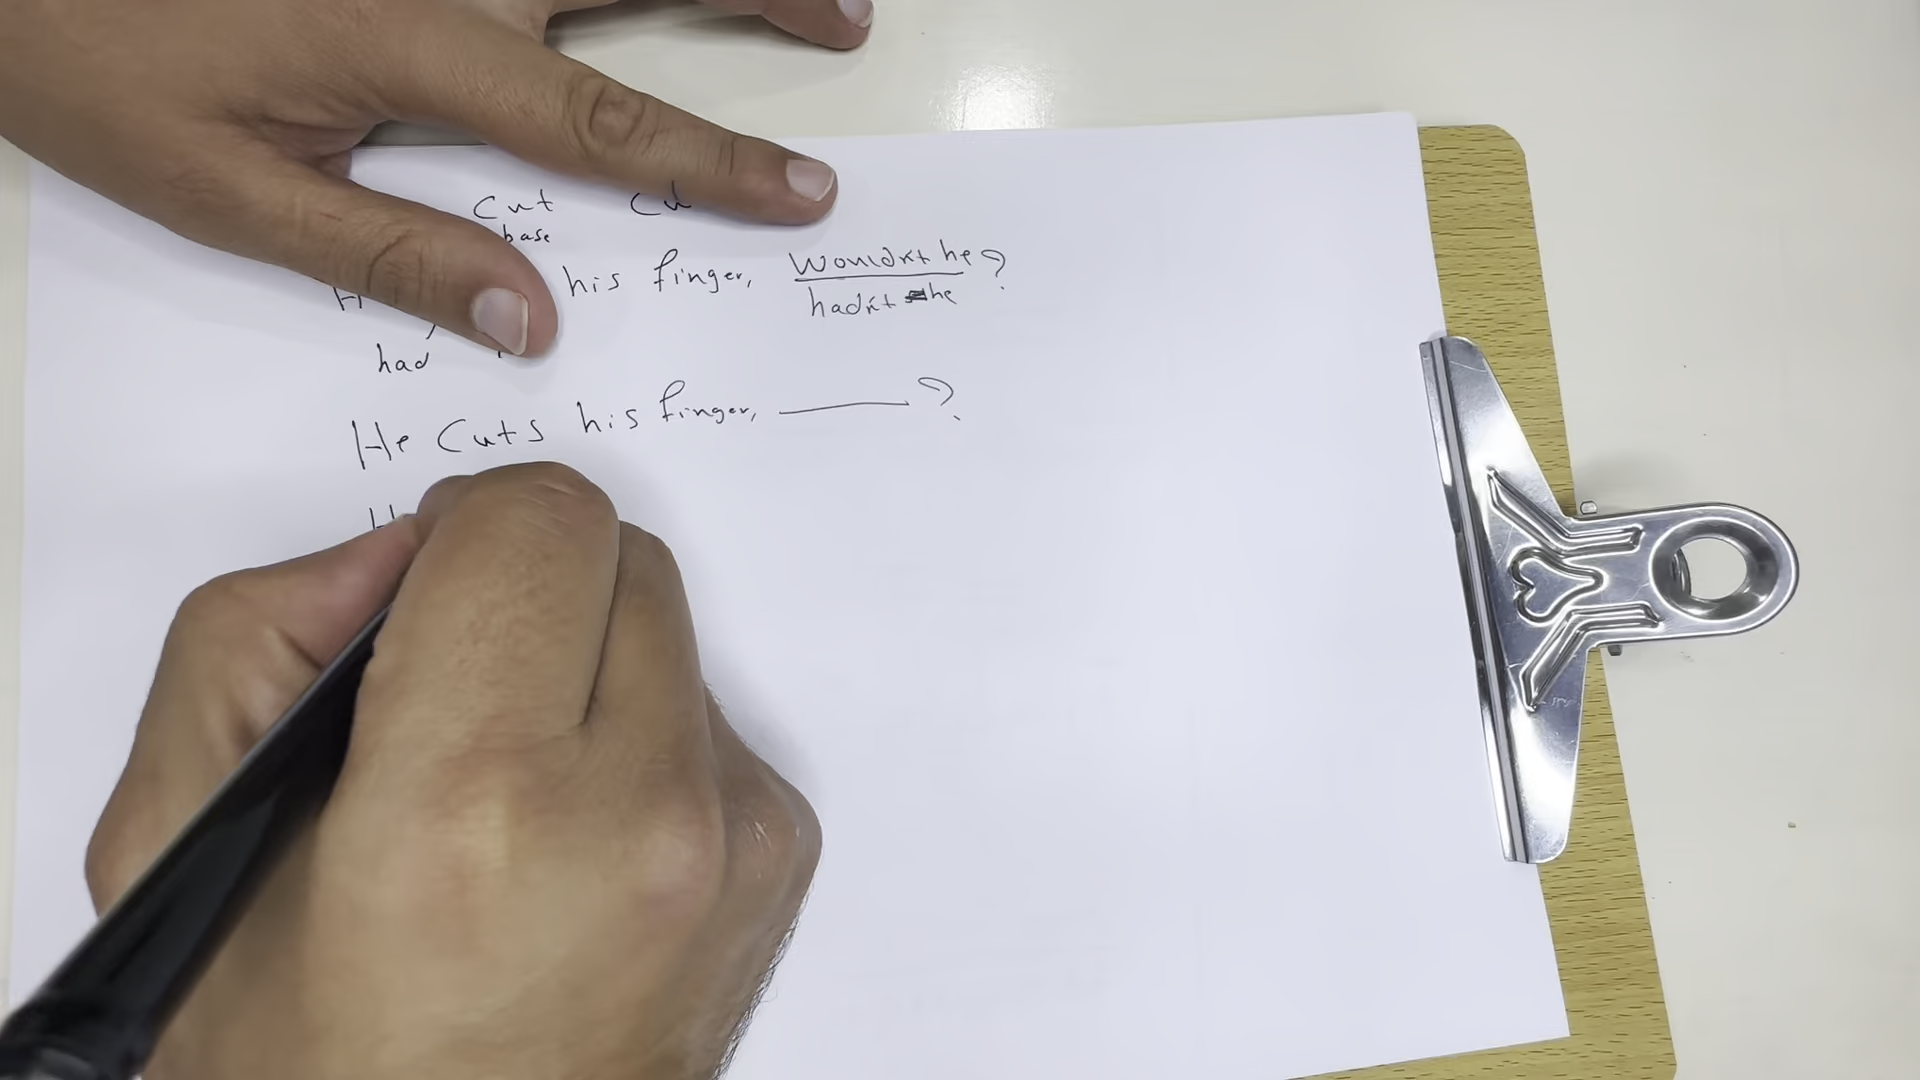 cut
base
his finger, wouldn't he?
hadn't he
had
He cuts his finger, ?
H